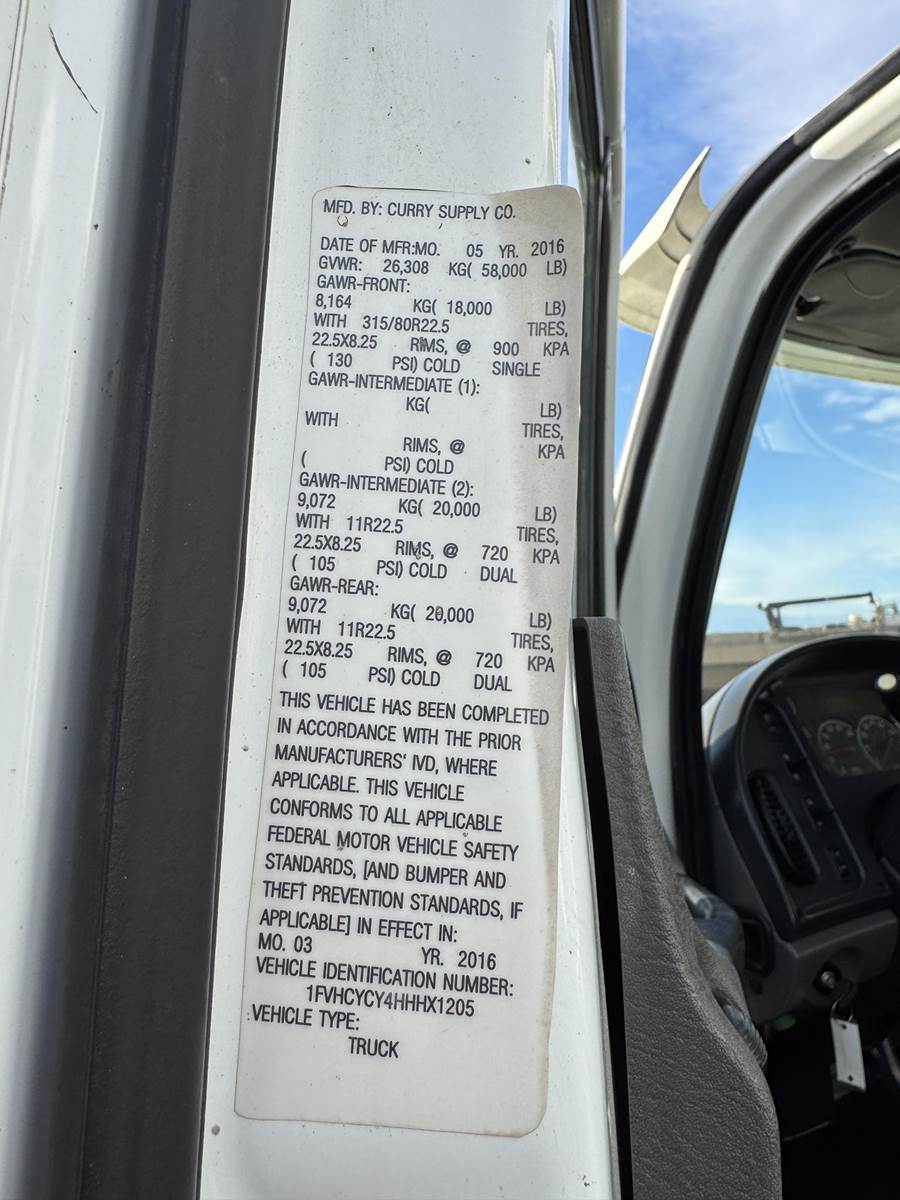 MFD. BY: CURRY SUPPLY CO.
DATE OF MFR:MO. 05 YR. 2016
GVWR: 26,308 KG( 58,000 LB)
GAWR-FRONT:
8,164 KG( 18,000 LB)
WITH 315/80R22.5 TIRES,
22.5X8.25 RIMS, @ 900 KPA
( 130 PSI) COLD SINGLE
GAWR-INTERMEDIATE (1):
KG( LB)
WITH TIRES,
RIMS, @ KPA
( PSI) COLD
GAWR-INTERMEDIATE (2):
9,072 KG( 20,000 LB)
WITH 11R22.5 TIRES,
22.5X8.25 RIMS, @ 720 KPA
( 105 PSI) COLD DUAL
GAWR-REAR:
9,072 KG( 20,000 LB)
WITH 11R22.5 TIRES,
22.5X8.25 RIMS, @ 720 KPA
( 105 PSI) COLD DUAL
THIS VEHICLE HAS BEEN COMPLETED
IN ACCORDANCE WITH THE PRIOR
MANUFACTURERS' IVD, WHERE
APPLICABLE. THIS VEHICLE
CONFORMS TO ALL APPLICABLE
FEDERAL MOTOR VEHICLE SAFETY
STANDARDS, [AND BUMPER AND
THEFT PREVENTION STANDARDS, IF
APPLICABLE] IN EFFECT IN:
MO. 03 YR. 2016
VEHICLE IDENTIFICATION NUMBER:
1FVHCYCY4HHHX1205
VEHICLE TYPE:
TRUCK